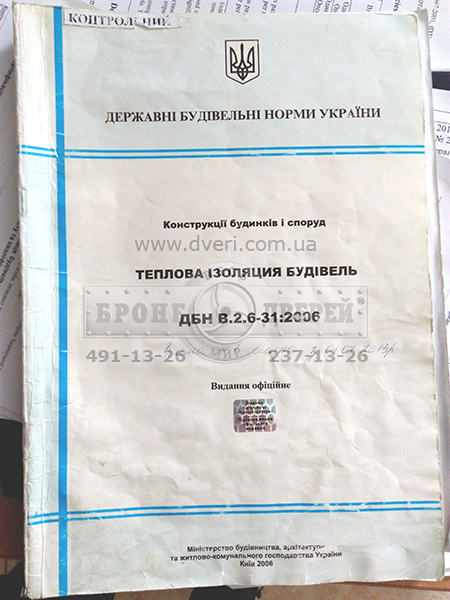 КОНТРОЛЬНИЙ
ДЕРЖАВНІ БУДІВЕЛЬНІ НОРМИ УКРАЇНИ
Конструкції будинків і споруд
www.dveri.com.ua
ТЕПЛОВА ІЗОЛЯЦИЯ БУДІВЕЛЬ
БРОНЕ ДВЕРЕЙ
ДБН В.2.6-31:2006
491-13-26 237-13-26
Видання офіційне
Міністерство будівництва, архітектури
та житлово-комунального господарства України
Київ 2006